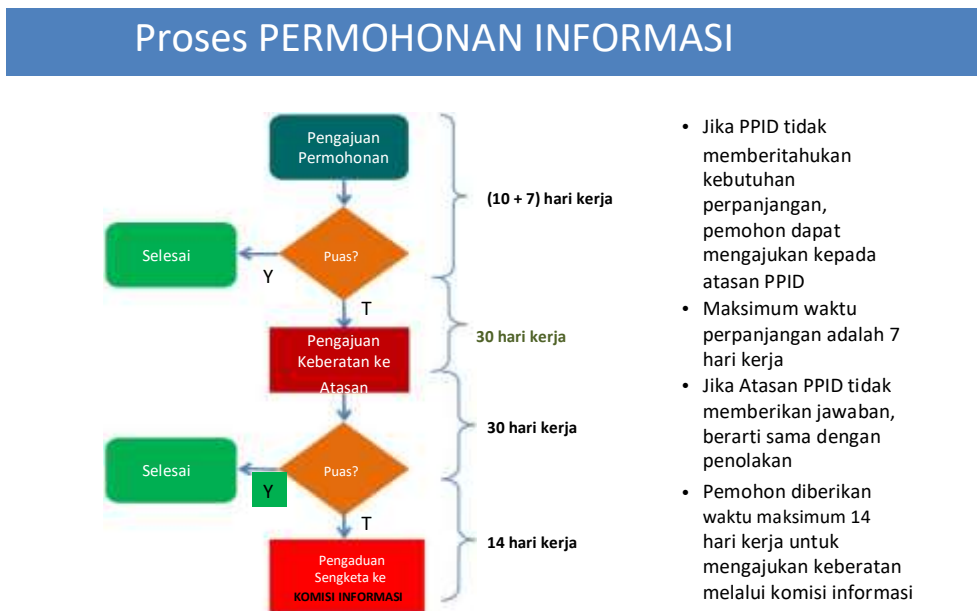 Proses PERMOHONAN INFORMASI
Pengajuan
Permohonan
(10 + 7) hari kerja
Selesai
Puas?
Y
T
Pengajuan
Keberatan ke
Atasan
30 hari kerja
30 hari kerja
Selesai
Puas?
Y
T
14 hari kerja
Pengaduan
Sengketa ke
KOMISI INFORMASI
• Jika PPID tidak
memberitahukan
kebutuhan
perpanjangan,
pemohon dapat
mengajukan kepada
atasan PPID
• Maksimum waktu
perpanjangan adalah 7
hari kerja
• Jika Atasan PPID tidak
memberikan jawaban,
berarti sama dengan
penolakan
• Pemohon diberikan
waktu maksimum 14
hari kerja untuk
mengajukan keberatan
melalui komisi informasi